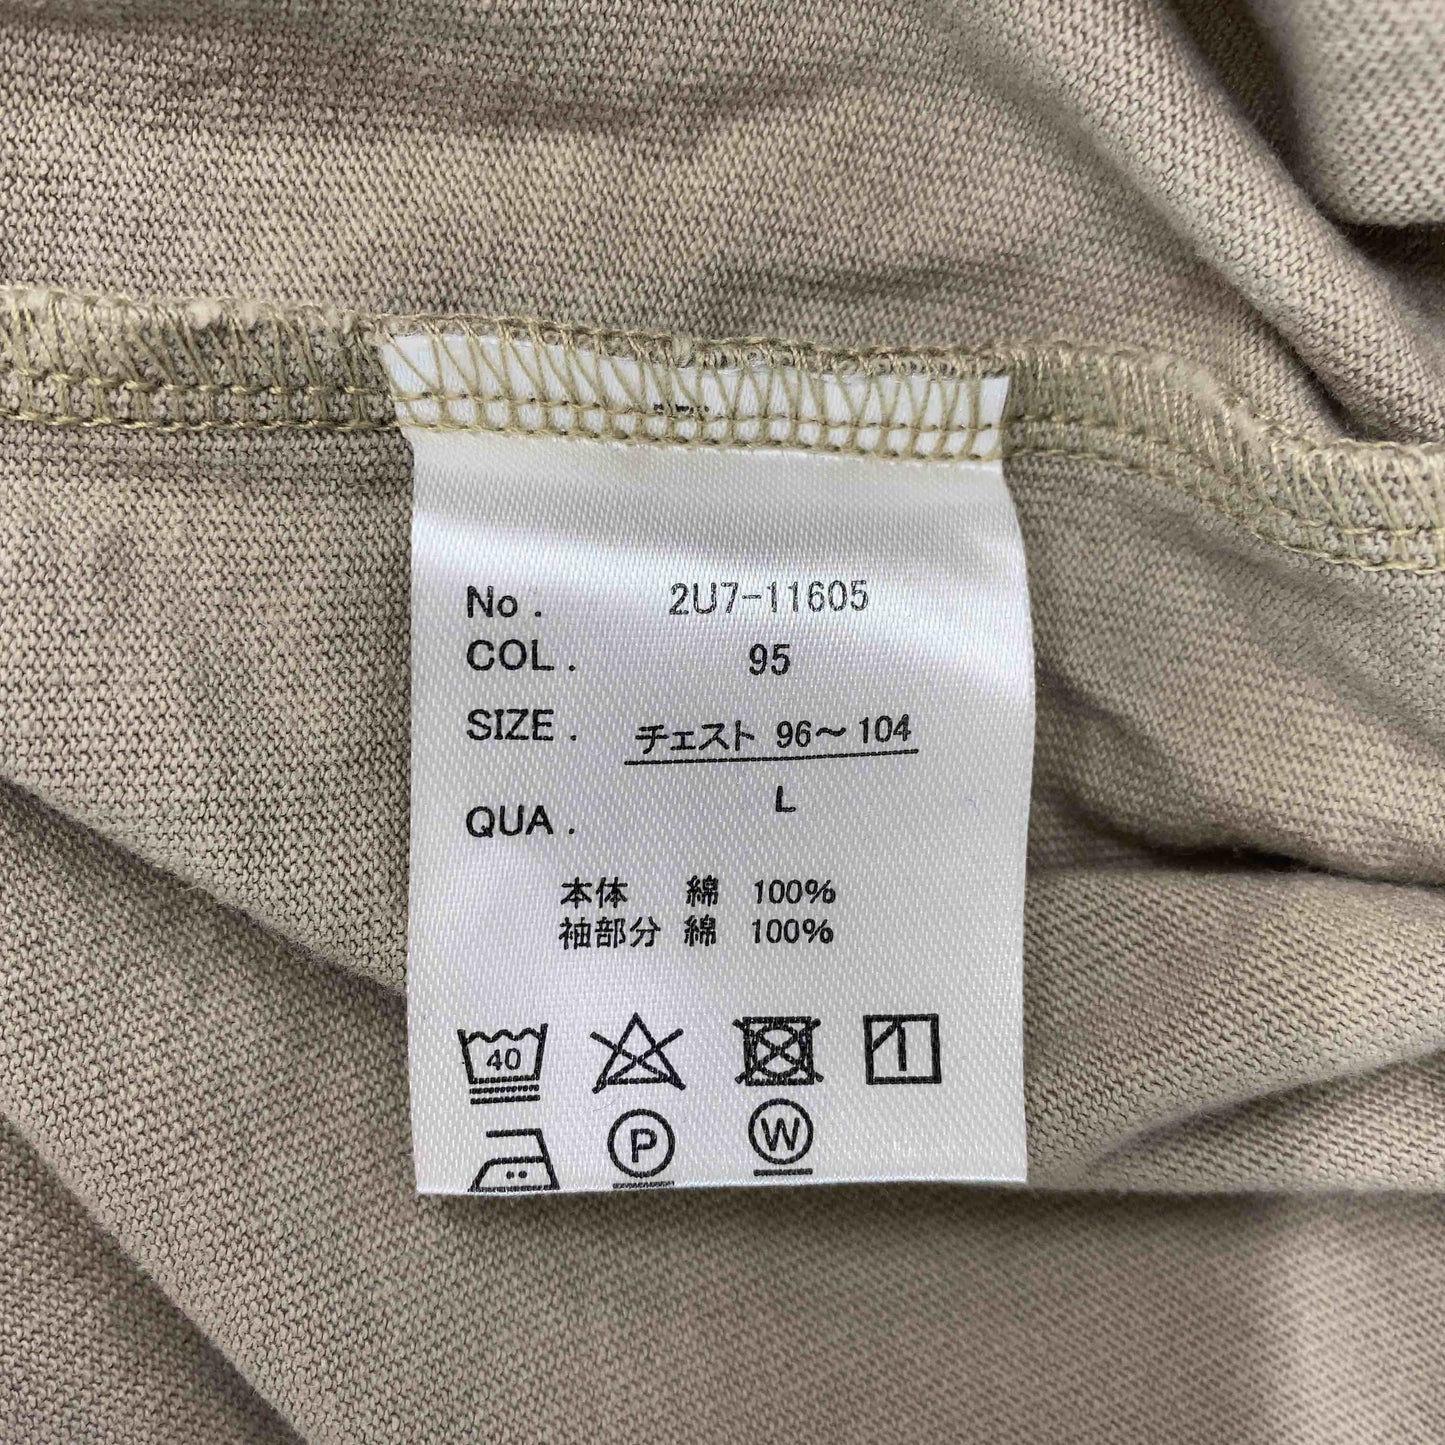 No. 2U7-11605
COL. 95
SIZE. チェスト 96～104
L
QUA.
本体 綿 100%
袖部分 綿 100%
40
P W